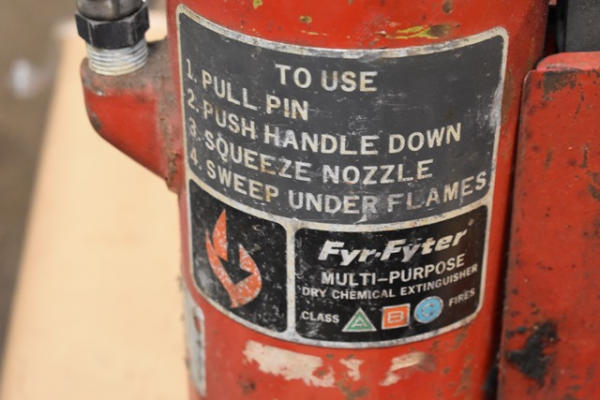 TO USE
1. PULL PIN
2. PUSH HANDLE DOWN
3. SQUEEZE NOZZLE
4. SWEEP UNDER FLAMES
Fyr-Fyter
MULTI-PURPOSE
DRY CHEMICAL EXTINGUISHER
CLASS A B C FIRES